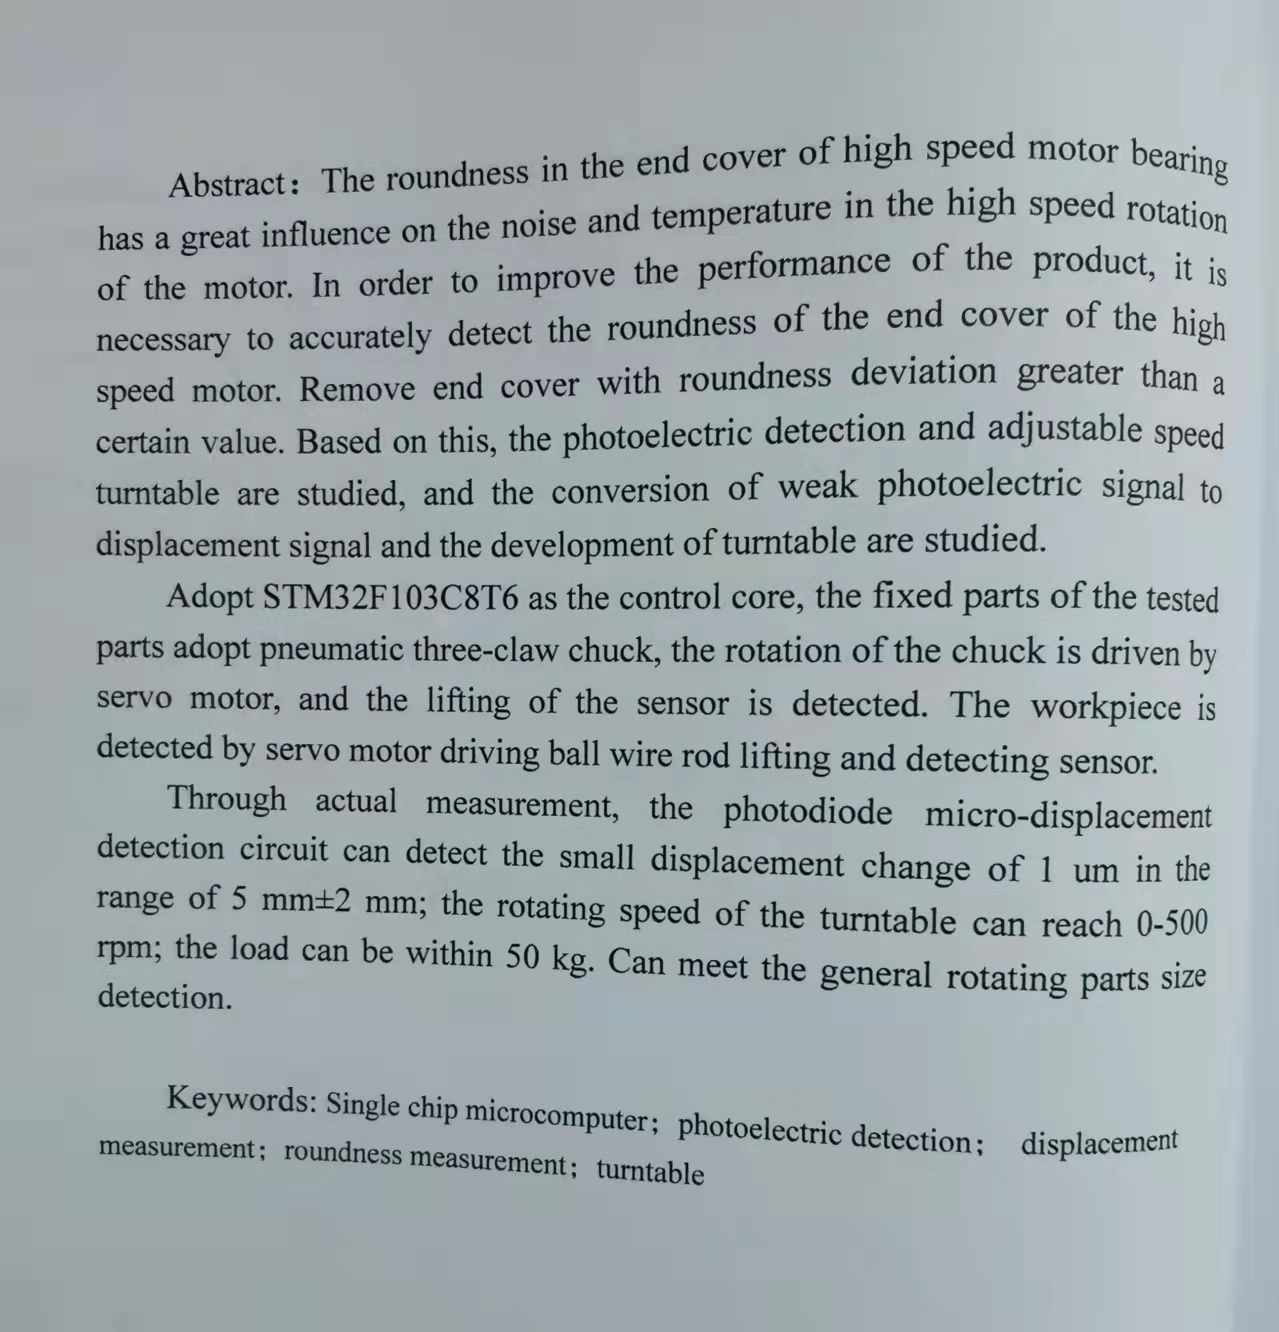 Abstract：The roundness in the end cover of high speed motor bearing
has a great influence on the noise and temperature in the high speed rotation
of the motor. In order to improve the performance of the product, it is
necessary to accurately detect the roundness of the end cover of the high
speed motor. Remove end cover with roundness deviation greater than a
certain value. Based on this, the photoelectric detection and adjustable speed
turntable are studied, and the conversion of weak photoelectric signal to
displacement signal and the development of turntable are studied.
Adopt STM32F103C8T6 as the control core, the fixed parts of the tested
parts adopt pneumatic three-claw chuck, the rotation of the chuck is driven by
servo motor, and the lifting of the sensor is detected. The workpiece is
detected by servo motor driving ball wire rod lifting and detecting sensor.
Through actual measurement, the photodiode micro-displacement
detection circuit can detect the small displacement change of 1 um in the
range of 5 mm±2 mm; the rotating speed of the turntable can reach 0-500
rpm; the load can be within 50 kg. Can meet the general rotating parts size
detection.
Keywords: Single chip microcomputer；photoelectric detection； displacement
measurement；roundness measurement；turntable